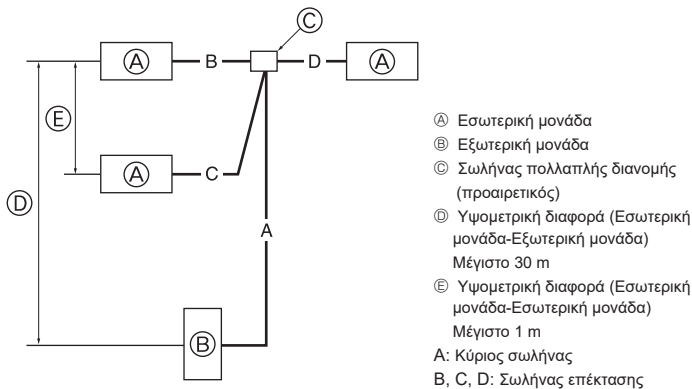 Ⓒ
Ⓐ B D Ⓐ
Ⓔ
Ⓐ C
Ⓓ
A
Ⓑ
Ⓐ Εσωτερική μονάδα
Ⓑ Εξωτερική μονάδα
Ⓒ Σωλήνας πολλαπλής διανομής
(προαιρετικός)
Ⓓ Υψομετρική διαφορά (Εσωτερική
μονάδα-Εξωτερική μονάδα)
Μέγιστο 30 m
Ⓔ Υψομετρική διαφορά (Εσωτερική
μονάδα-Εσωτερική μονάδα)
Μέγιστο 1 m
A: Κύριος σωλήνας
B, C, D: Σωλήνας επέκτασης